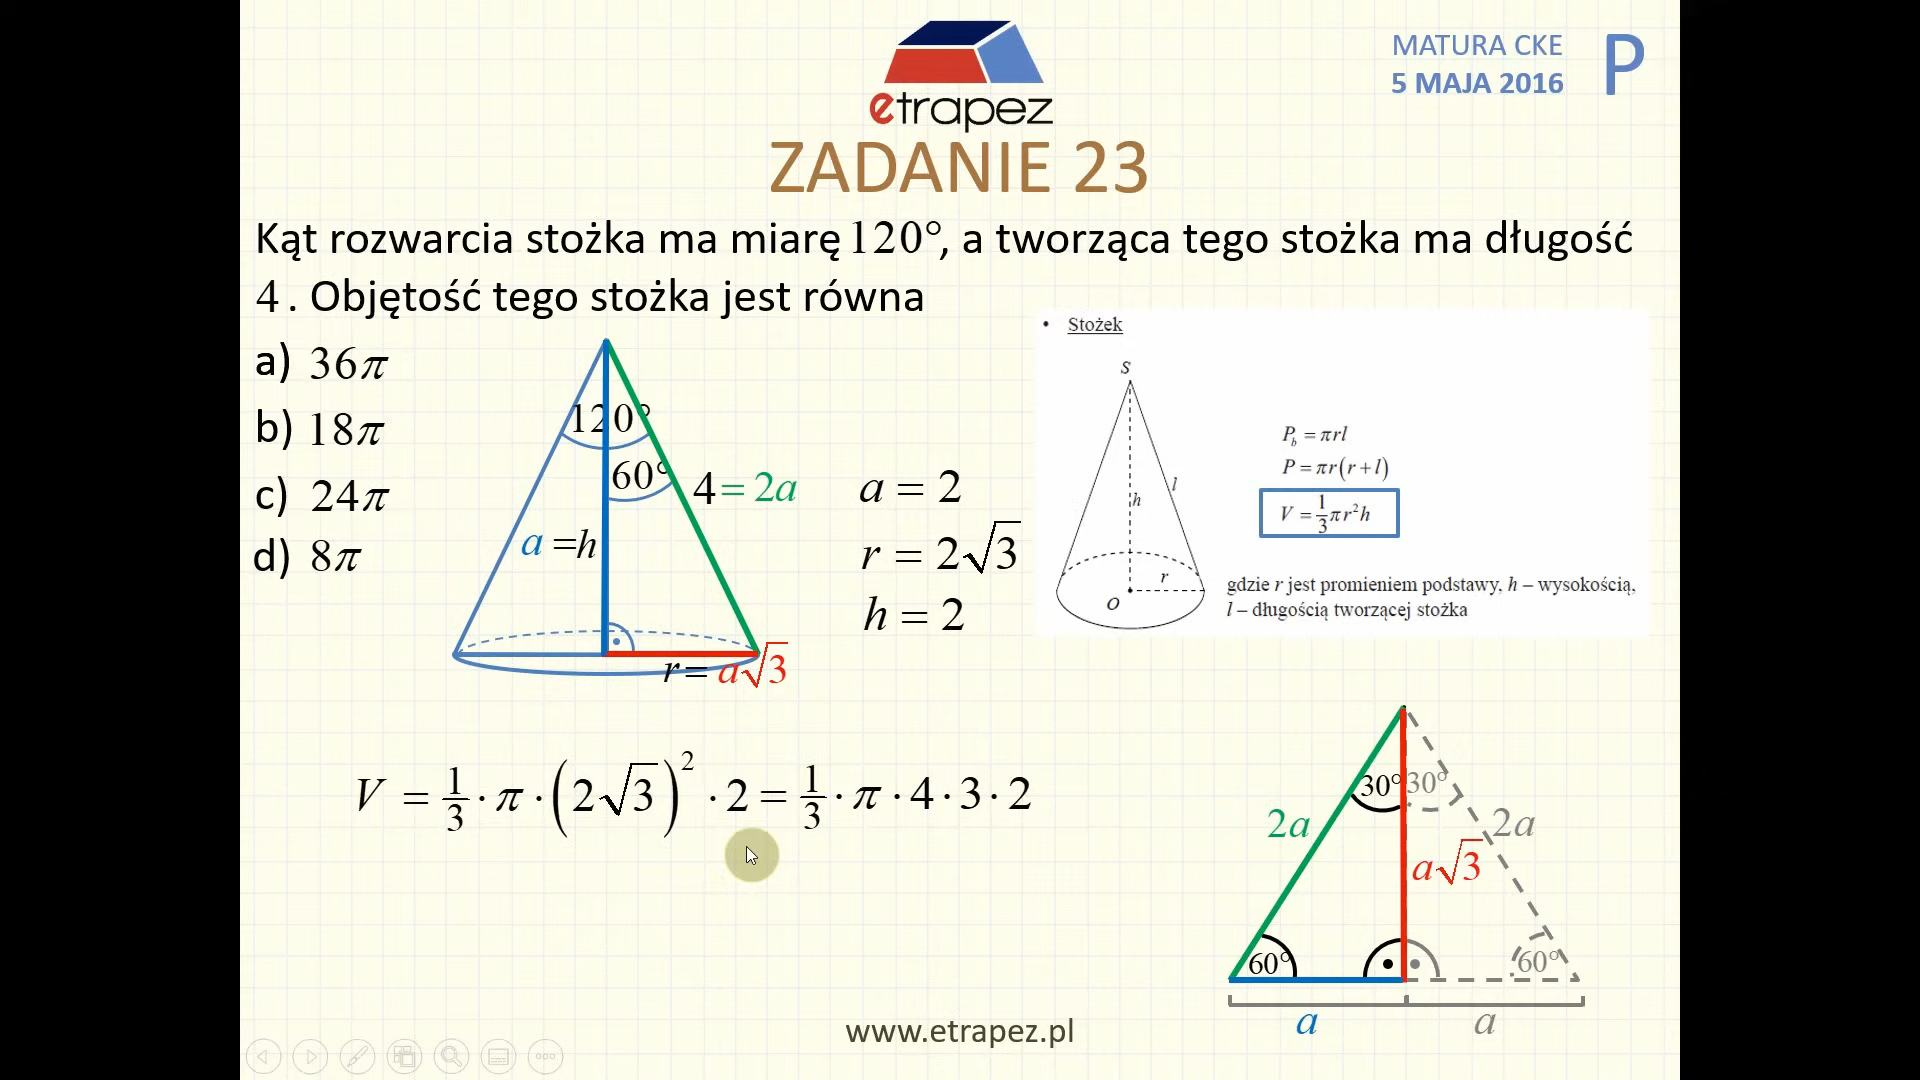 etrapez
MATURA CKE
5 MAJA 2016
P
ZADANIE 23
Kąt rozwarcia stożka ma miarę 120°, a tworząca tego stożka ma długość
4 . Objętość tego stożka jest równa
a) 36π
b) 18π
c) 24π
d) 8π
120°
60°
4 = 2a
a =h
r = a√3
a = 2
r = 2√3
h = 2
• Stożek
S
h
l
r
O
P_b = πrl
P = πr(r + l)
V = 1/3 πr²h
gdzie r jest promieniem podstawy, h – wysokością,
l – długością tworzącej stożka
V = 1/3 · π · (2√3)² · 2 = 1/3 · π · 4 · 3 · 2
30° 30°
2a
2a
a√3
60°
60°
a
a
www.etrapez.pl